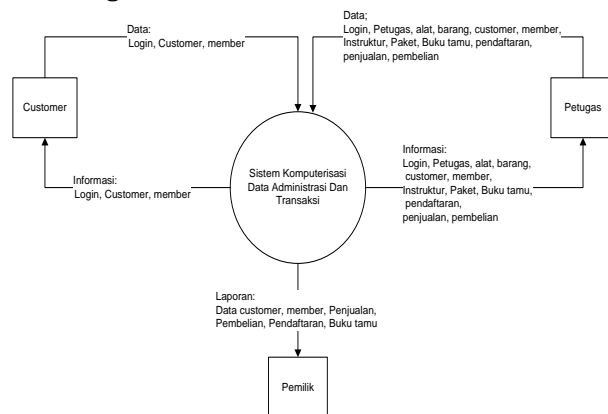 Data:
Login, Customer, member
Data;
Login, Petugas, alat, barang, customer, member,
Instruktur, Paket, Buku tamu, pendaftaran,
penjualan, pembelian
Customer
Petugas
Sistem Komputerisasi
Data Administrasi Dan
Transaksi
Informasi:
Login, Customer, member
Informasi:
Login, Petugas, alat, barang,
customer, member,
Instruktur, Paket, Buku tamu,
pendaftaran,
penjualan, pembelian
Laporan:
Data customer, member, Penjualan,
Pembelian, Pendaftaran, Buku tamu
Pemilik